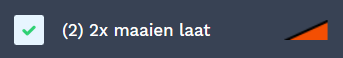 (2) 2x maaien laat